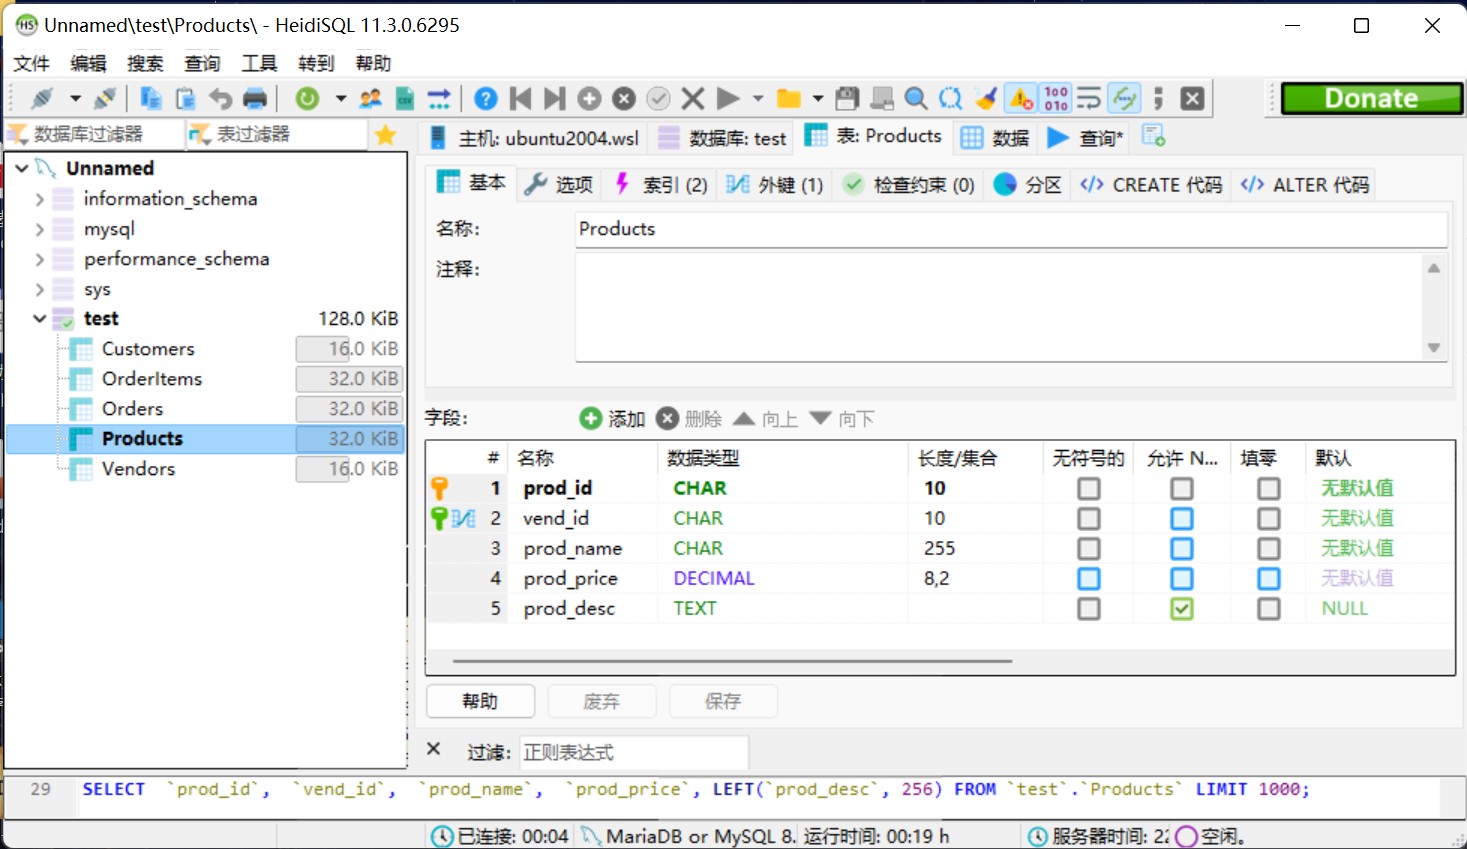 Unnamed\test\Products\ - HeidiSQL 11.3.0.6295
文件 编辑 搜索 查询 工具 转到 帮助
Donate
数据库过滤器 表过滤器
主机: ubuntu2004.wsl 数据库: test 表: Products 数据 查询*
Unnamed
information_schema
mysql
performance_schema
sys
test 128.0 KiB
Customers 16.0 KiB
OrderItems 32.0 KiB
Orders 32.0 KiB
Products 32.0 KiB
Vendors 16.0 KiB
基本 选项 索引 (2) 外键 (1) 检查约束 (0) 分区 CREATE 代码 ALTER 代码
名称: Products
注释:
字段: 添加 删除 向上 向下
# 名称 数据类型 长度/集合 无符号的 允许 N... 填零 默认
1 prod_id CHAR 10 无默认值
2 vend_id CHAR 10 无默认值
3 prod_name CHAR 255 无默认值
4 prod_price DECIMAL 8,2 无默认值
5 prod_desc TEXT NULL
帮助 废弃 保存
过滤: 正则表达式
29 SELECT `prod_id`, `vend_id`, `prod_name`, `prod_price`, LEFT(`prod_desc`, 256) FROM `test`.`Products` LIMIT 1000;
已连接: 00:04 MariaDB or MySQL 8. 运行时间: 00:19 h 服务器时间: 22 空闲。